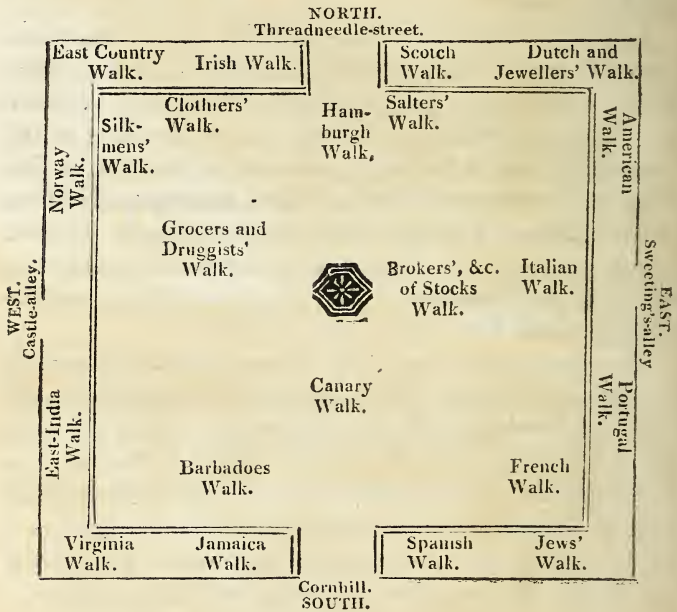 NORTH.
Threadneedle-street.
East Country
Walk.
Irish Walk.
Scotch
Walk.
Dutch and
Jewellers' Walk.
Clothiers'
Walk.
Silk-
mens'
Walk.
Ham-
burgh
Walk,
Salters'
Walk.
Norway
Walk.
American
Walk.
Grocers and
Druggists'
Walk.
Brokers', &c.
of Stocks
Walk.
Italian
Walk.
WEST.
Castle-alley.
EAST.
Sweeting's-alley
Canary
Walk.
East-India
Walk.
Portugal
Walk.
Barbadoes
Walk.
French
Walk.
Virginia
Walk.
Jamaica
Walk.
Spanish
Walk.
Jews'
Walk.
Cornhill.
SOUTH.